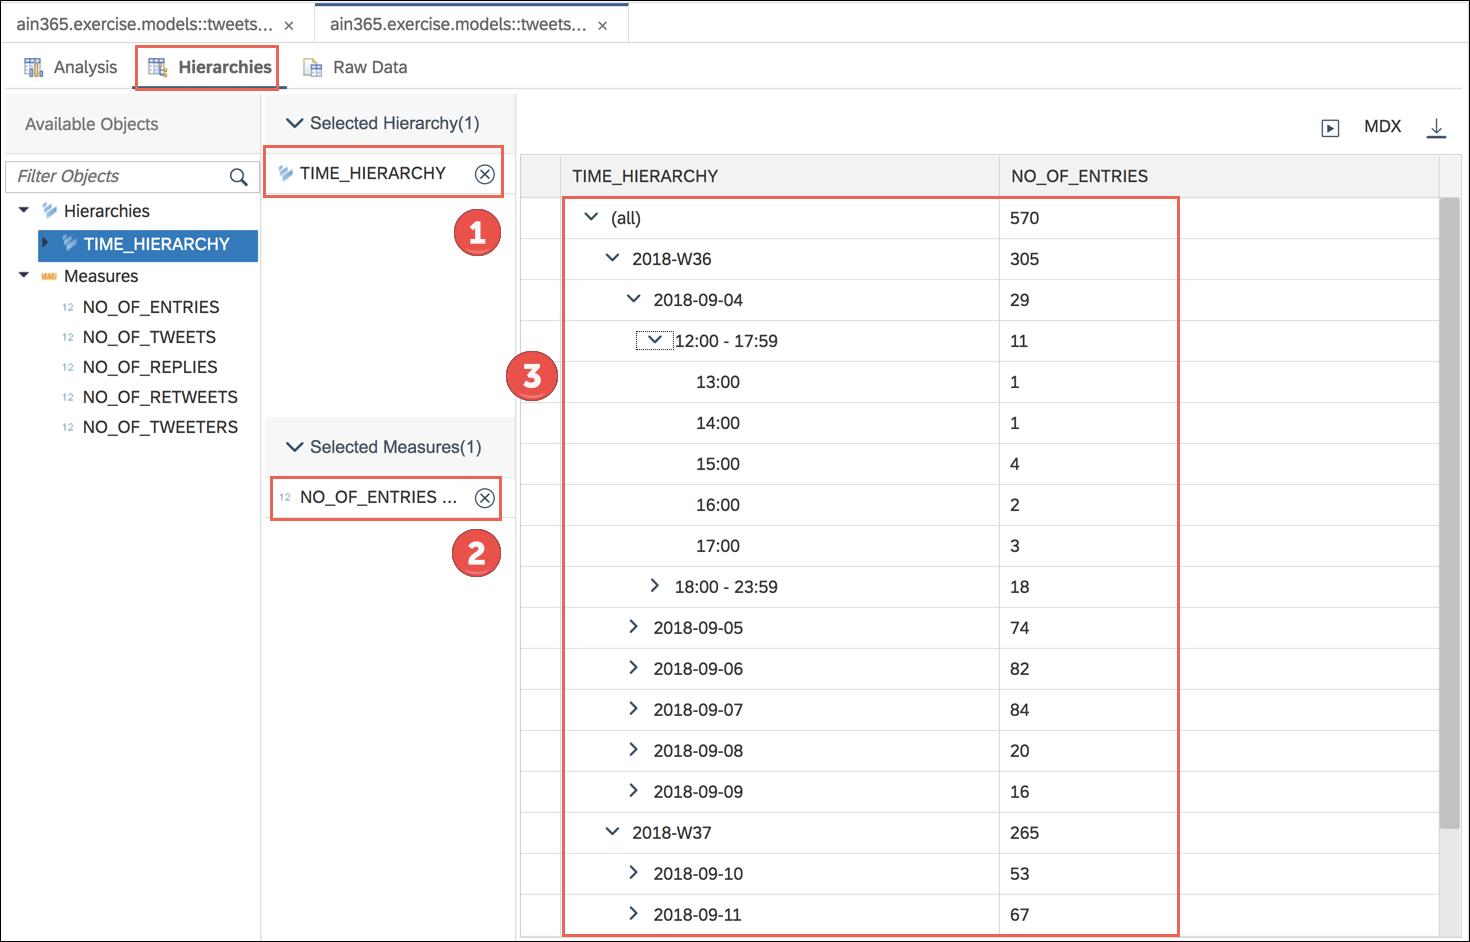 ain365.exercise.models::tweets...
ain365.exercise.models::tweets...
Analysis
Hierarchies
Raw Data
Available Objects
Filter Objects
Hierarchies
TIME_HIERARCHY
Measures
12 NO_OF_ENTRIES
12 NO_OF_TWEETS
12 NO_OF_REPLIES
12 NO_OF_RETWEETS
12 NO_OF_TWEETERS
Selected Hierarchy(1)
TIME_HIERARCHY
1
Selected Measures(1)
12 NO_OF_ENTRIES ...
2
MDX
3
TIME_HIERARCHY NO_OF_ENTRIES
(all) 570
2018-W36 305
2018-09-04 29
12:00 - 17:59 11
13:00 1
14:00 1
15:00 4
16:00 2
17:00 3
18:00 - 23:59 18
2018-09-05 74
2018-09-06 82
2018-09-07 84
2018-09-08 20
2018-09-09 16
2018-W37 265
2018-09-10 53
2018-09-11 67